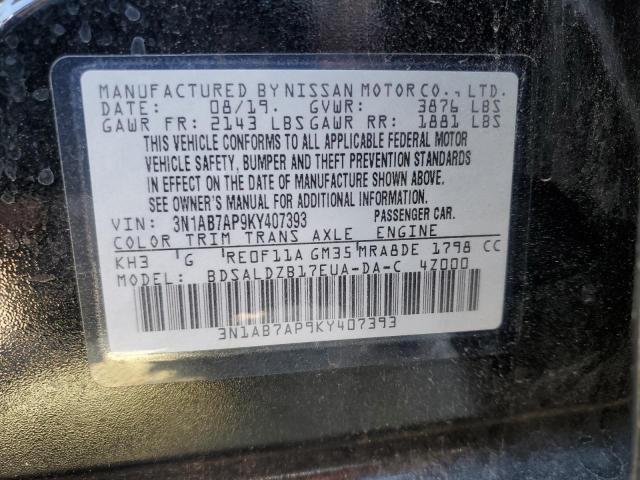 MANUFACTURED BY NISSAN MOTOR CO., LTD.
DATE: 08/19. GVWR: 3876 LBS
GAWR FR: 2143 LBS GAWR RR: 1881 LBS
THIS VEHICLE CONFORMS TO ALL APPLICABLE FEDERAL MOTOR
VEHICLE SAFETY, BUMPER AND THEFT PREVENTION STANDARDS
IN EFFECT ON THE DATE OF MANUFACTURE SHOWN ABOVE.
SEE OWNER'S MANUAL FOR ADDITIONAL INFORMATION.
VIN: 3N1AB7AP9KY407393 PASSENGER CAR.
COLOR TRIM TRANS AXLE ENGINE
KH3 G RE0F11A GM35 MRA8DE 1798 CC
MODEL: BDSALDZB17EUA-DA-C 4Z000
3N1AB7AP9KY407393